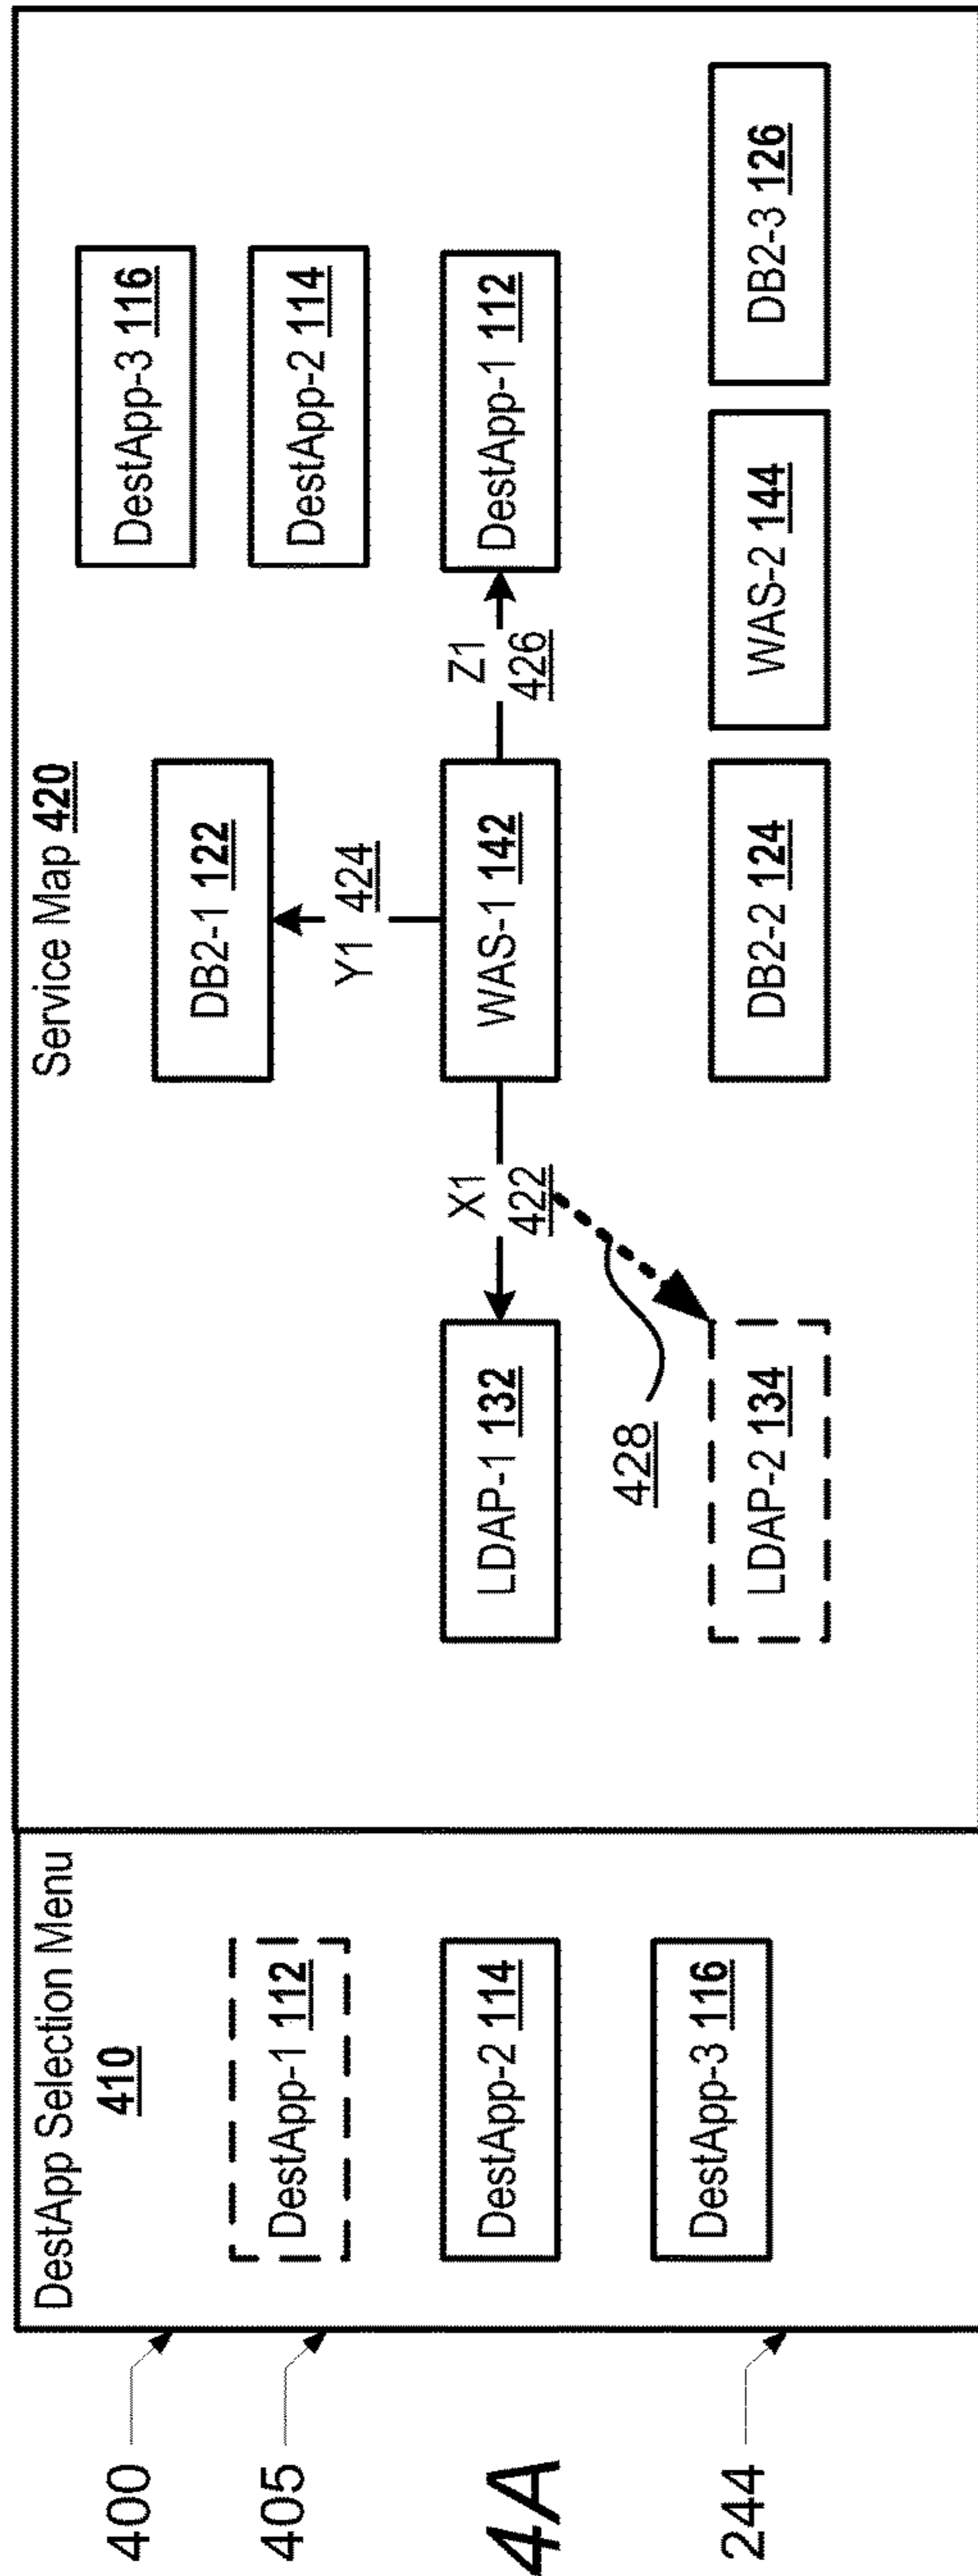 400
405
4A
244
DestApp Selection Menu
410
DestApp-1 112
DestApp-2 114
DestApp-3 116
Service Map 420
DB2-1 122
DestApp-3 116
DestApp-2 114
Y1 424
LDAP-1 132
X1
422
WAS-1 142
Z1
426
DestApp-1 112
428
LDAP-2 134
DB2-2 124
WAS-2 144
DB2-3 126